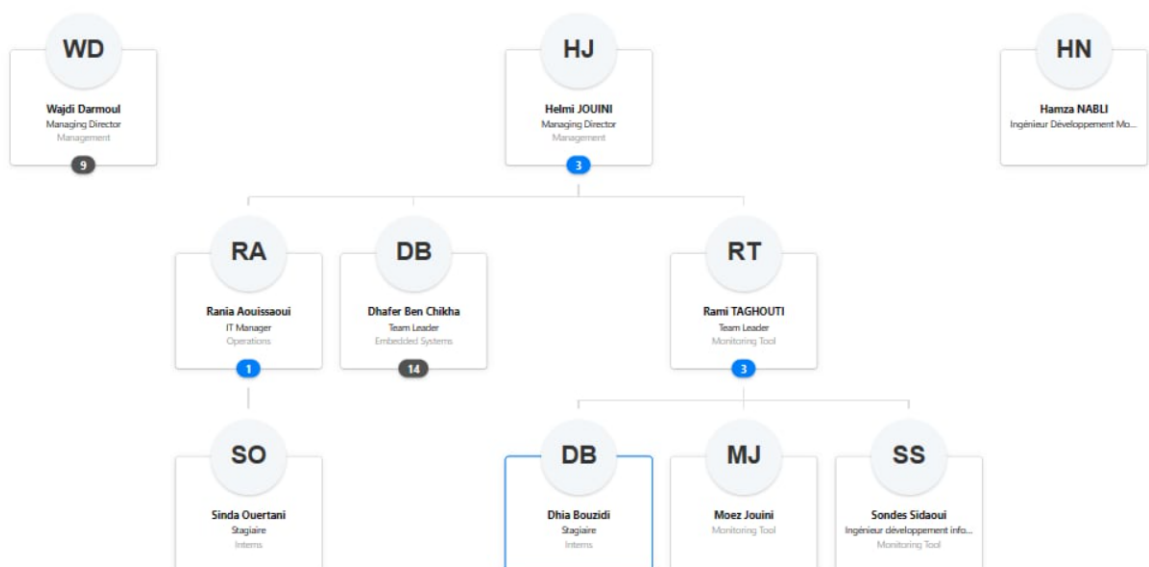 WD
Wajdi Darmoul
Managing Director
Management
9
HJ
Helmi JOUINI
Managing Director
Management
3
HN
Hamza NABLI
Ingénieur Développement Mo...
RA
Rania Aouissaoui
IT Manager
Operations
1
DB
Dhafer Ben Chikha
Team Leader
Embedded Systems
14
RT
Rami TAGHOUTI
Team Leader
Monitoring Tool
3
SO
Sinda Ouertani
Stagiaire
Interns
DB
Dhia Bouzidi
Stagiaire
Interns
MJ
Moez Jouini
Monitoring Tool
SS
Sondes Sidaoui
Ingénieur développement info...
Monitoring Tool